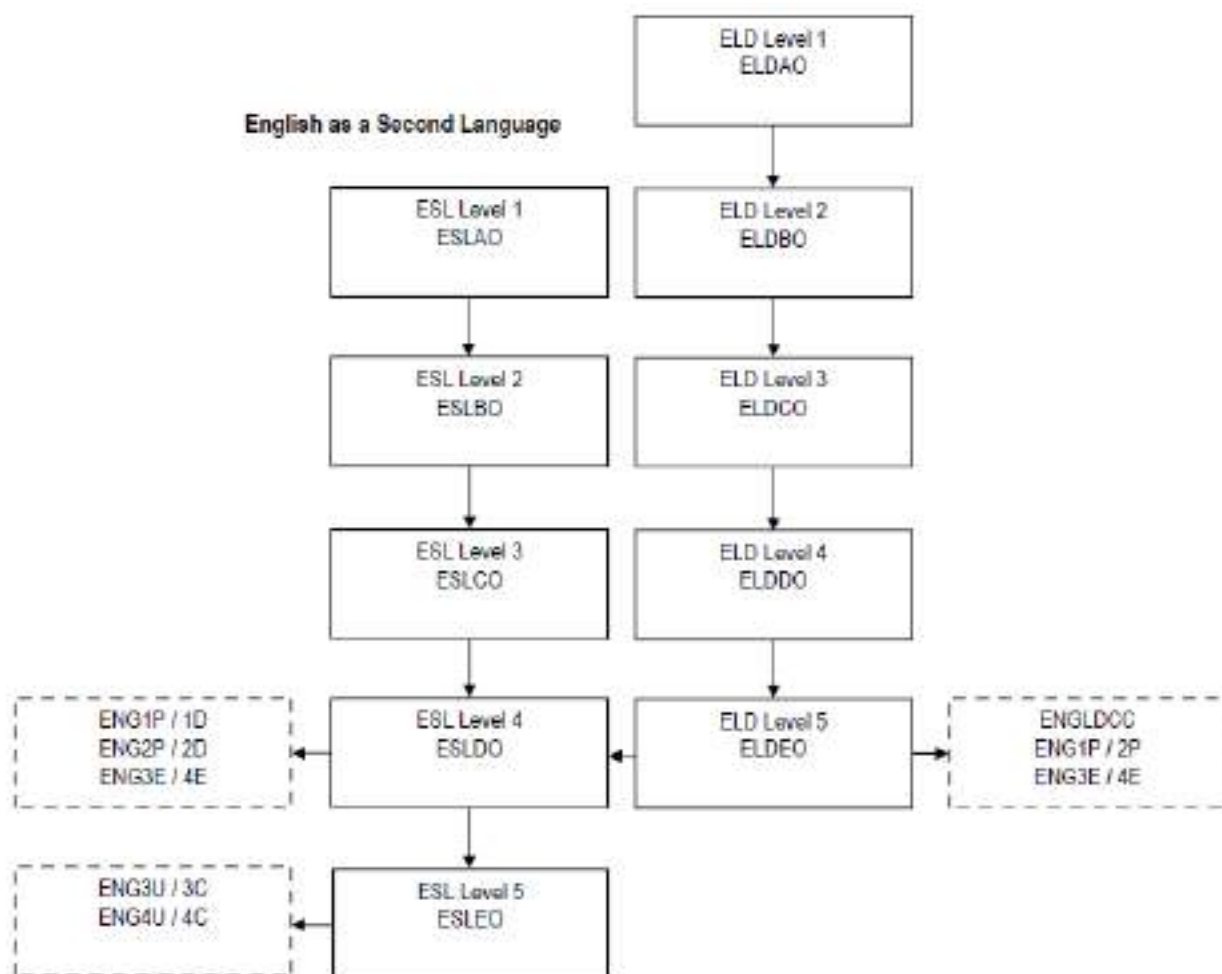 ELD Level 1
ELDAO
English as a Second Language
ESL Level 1
ESLAO
ELD Level 2
ELDBO
ESL Level 2
ESLBO
ELD Level 3
ELDCO
ESL Level 3
ESLCO
ELD Level 4
ELDDO
ENG1P / 1D
ENG2P / 2D
ENG3E / 4E
ESL Level 4
ESLDO
ELD Level 5
ELDEO
ENGLDCC
ENG1P / 2P
ENG3E / 4E
ENG3U / 3C
ENG4U / 4C
ESL Level 5
ESLEO